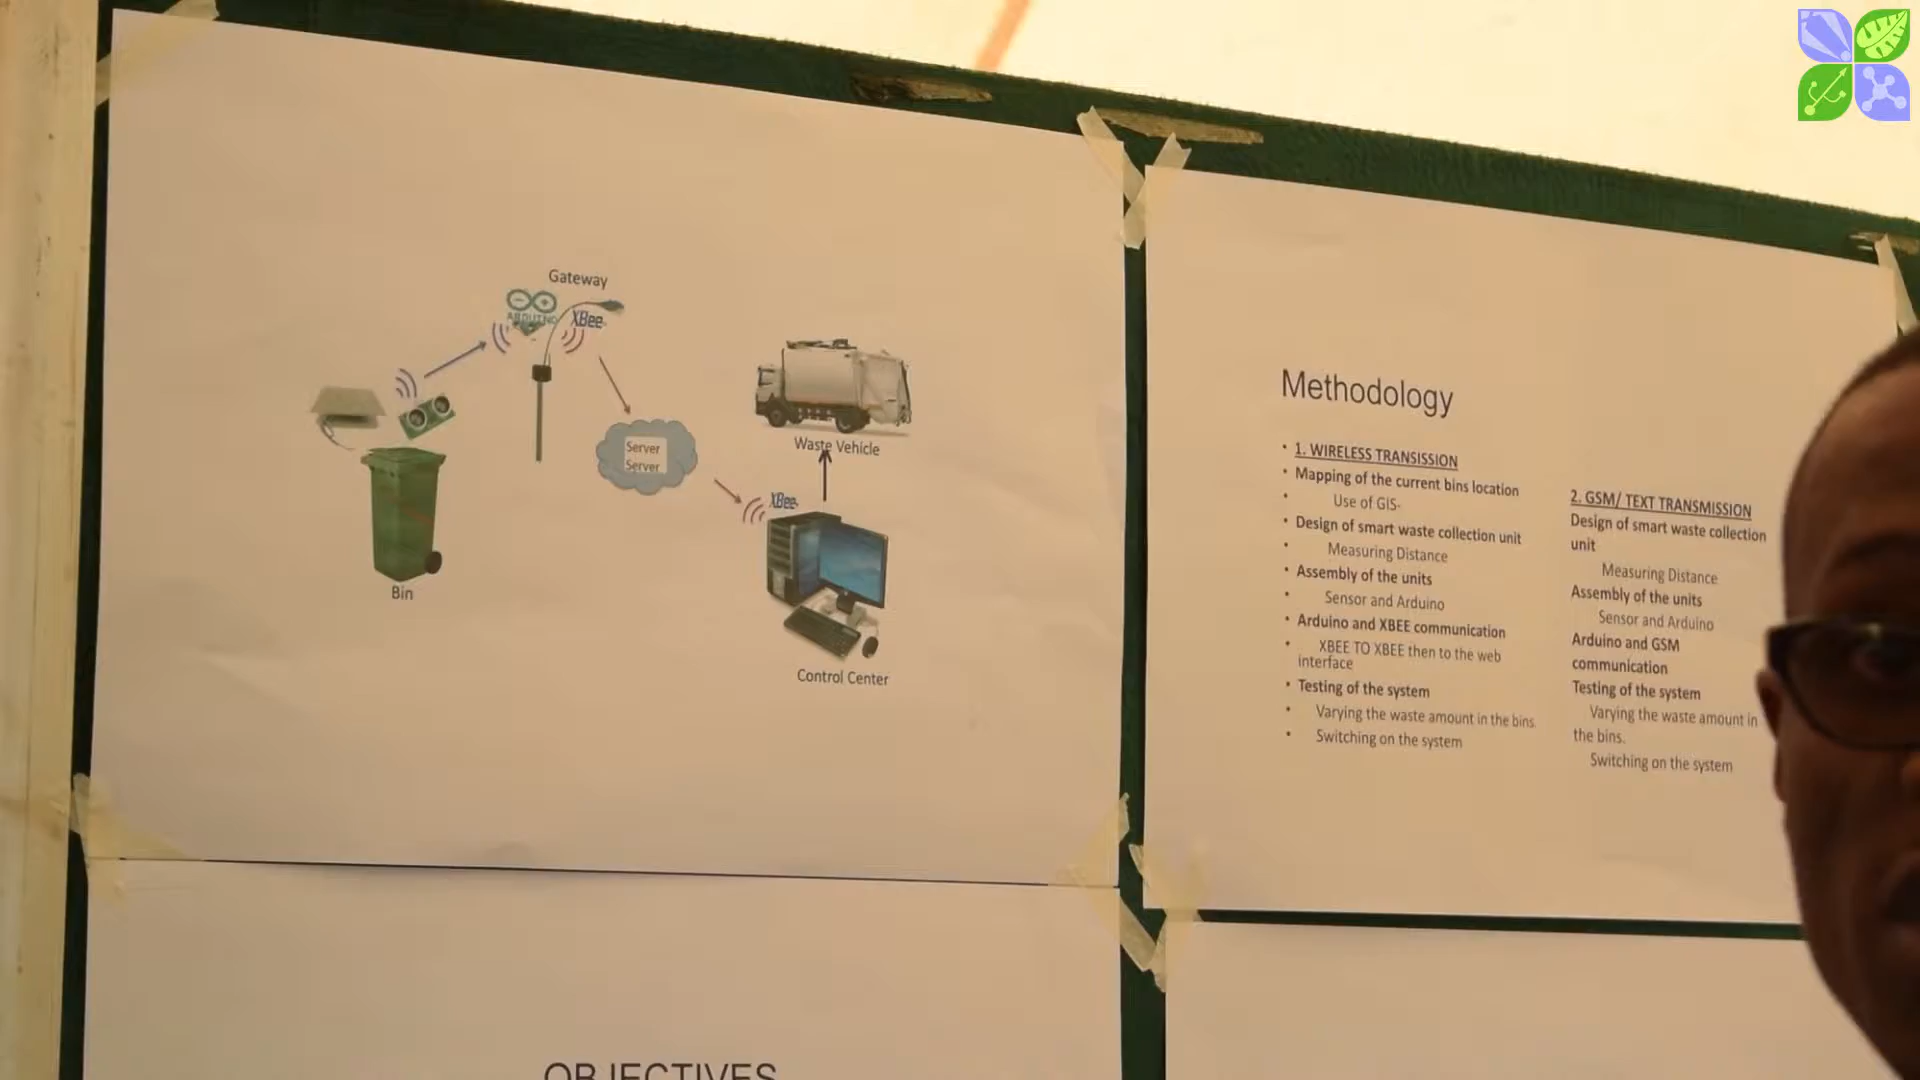 Gateway
ARDUINO
XBee
Server
Server
Waste Vehicle
XBee
Bin
Control Center
Methodology
• 1. WIRELESS TRANSISSION
• Mapping of the current bins location
• Use of GIS-
• Design of smart waste collection unit
• Measuring Distance
• Assembly of the units
• Sensor and Arduino
• Arduino and XBEE communication
• XBEE TO XBEE then to the web
interface
• Testing of the system
• Varying the waste amount in the bins.
• Switching on the system
2. GSM/ TEXT TRANSMISSION
Design of smart waste collection
unit
Measuring Distance
Assembly of the units
Sensor and Arduino
Arduino and GSM
communication
Testing of the system
Varying the waste amount in
the bins.
Switching on the system
OBJECTIVES